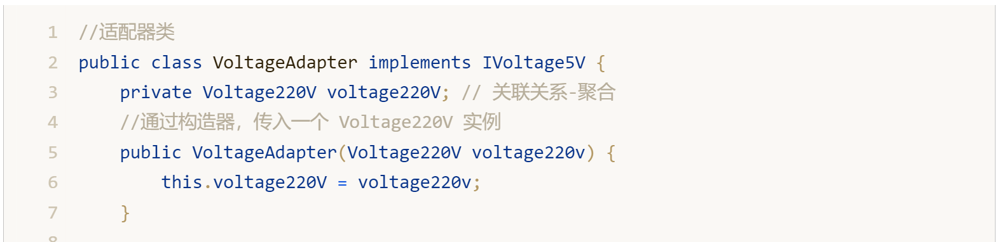 1 //适配器类
2 public class VoltageAdapter implements IVoltage5V {
3 private Voltage220V voltage220V; // 关联关系-聚合
4 //通过构造器，传入一个 Voltage220V 实例
5 public VoltageAdapter(Voltage220V voltage220v) {
6 this.voltage220V = voltage220v;
7 }
8